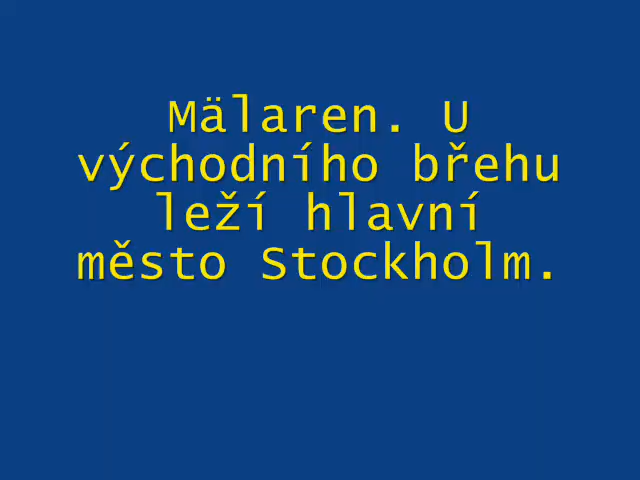 Mälaren. U
východního břehu
leží hlavní
město Stockholm.